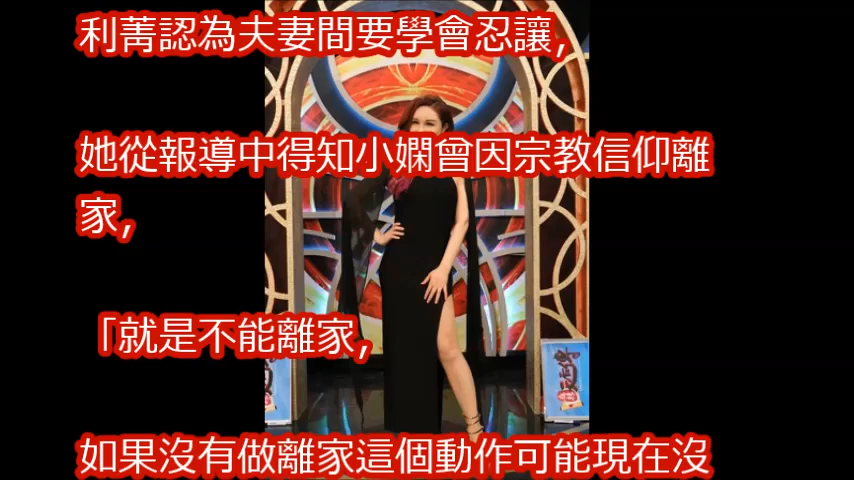 利菁認為夫妻間要學會忍讓，
她從報導中得知小嫻曾因宗教信仰離
家，
「就是不能離家，
如果沒有做離家這個動作可能現在沒